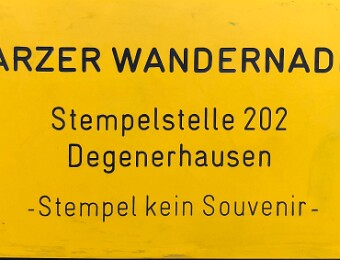 ARZER WANDERNAD
Stempelstelle 202
Degenerhausen
-Stempel kein Souvenir-